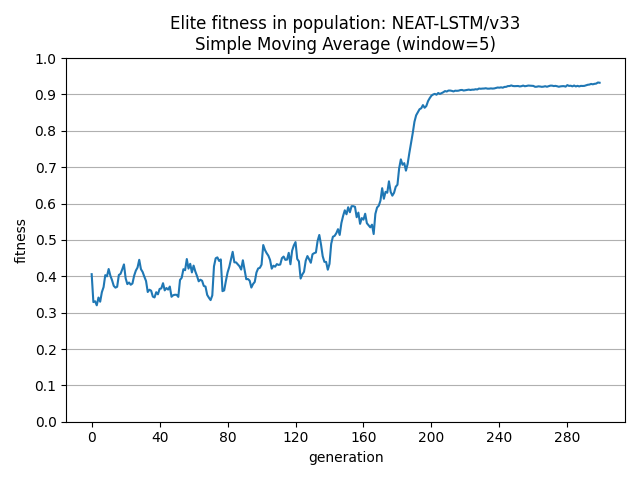 Elite fitness in population: NEAT-LSTM/v33
Simple Moving Average (window=5)
1.0
0.9
0.8
0.7
0.6
0.5
0.4
0.3
0.2
0.1
0.0
fitness
0 40 80 120 160 200 240 280
generation